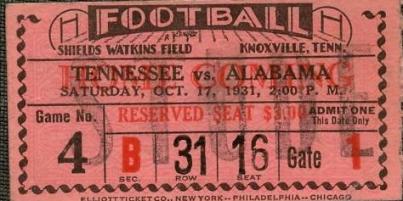 FOOTBALL
SHIELDS WATKINS FIELD KNOXVILLE, TENN.
TENNESSEE vs. ALABAMA
SATURDAY, OCT. 17, 1931, 2:00 P. M.
Game No. RESERVED SEAT $3.00 ADMIT ONE
This Date Only
4 B 31 16 Gate 1
SEC. ROW SEAT
ELLIOTT TICKET CO., NEW YORK -- PHILADELPHIA -- CHICAGO